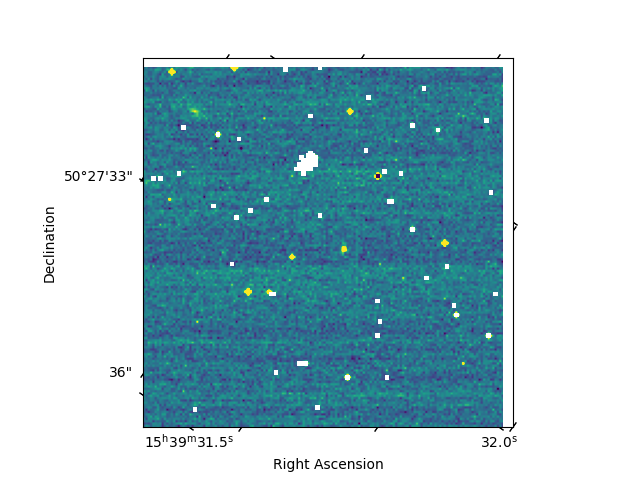 50°27'33"
Declination
36"
15ʰ39ᵐ31.5ˢ
32.0ˢ
Right Ascension